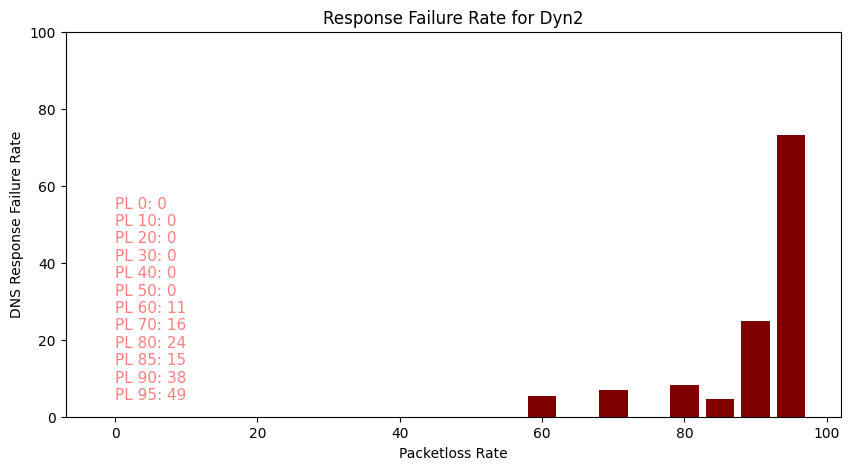 Response Failure Rate for Dyn2
100
80
60
40
20
0
DNS Response Failure Rate
PL 0: 0
PL 10: 0
PL 20: 0
PL 30: 0
PL 40: 0
PL 50: 0
PL 60: 11
PL 70: 16
PL 80: 24
PL 85: 15
PL 90: 38
PL 95: 49
0 20 40 60 80 100
Packetloss Rate